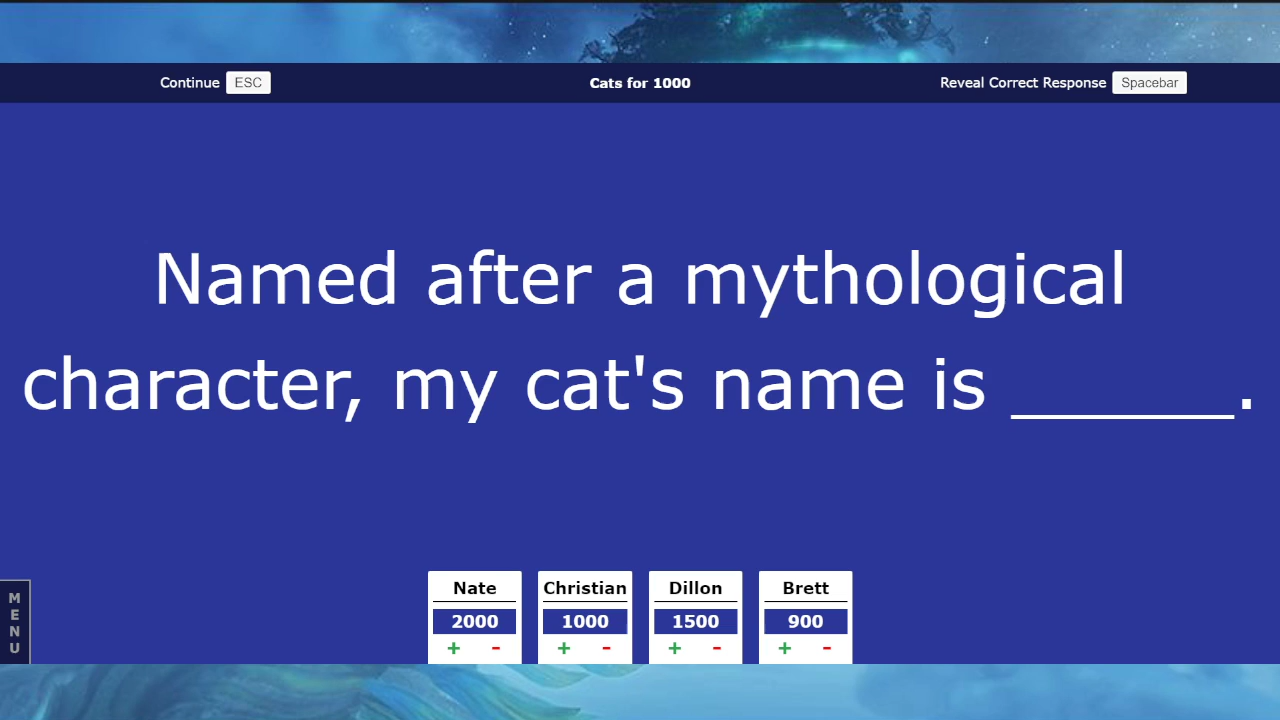 Continue ESC Cats for 1000 Reveal Correct Response Spacebar
Named after a mythological
character, my cat's name is ______.
MENU
Nate Christian Dillon Brett
2000 1000 1500 900
+ - + - + - + -